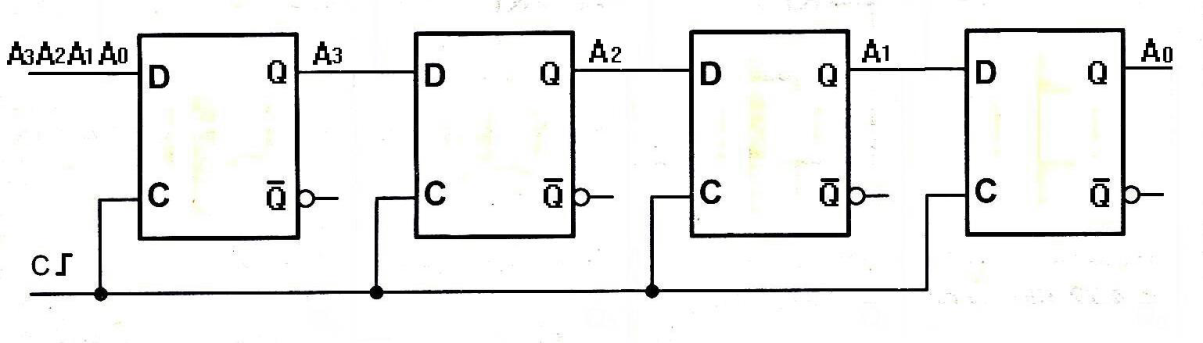 A3A2A1A0 A3 A2 A1 A0
D Q D Q D Q D Q
C Q̅ C Q̅ C Q̅ C Q̅
C